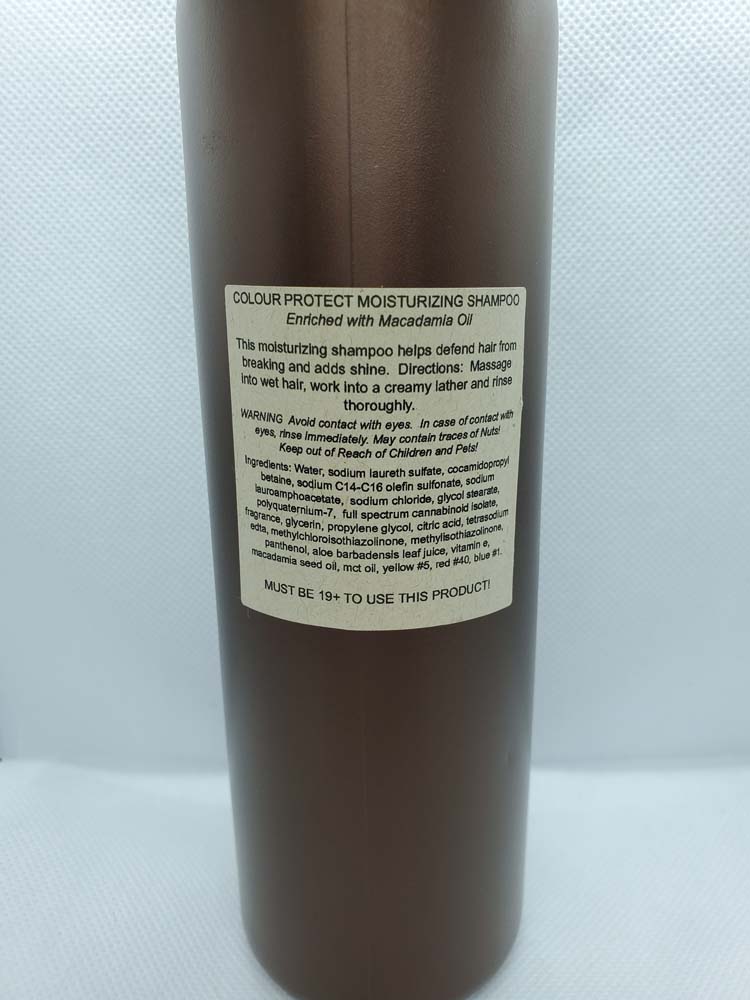 COLOUR PROTECT MOISTURIZING SHAMPOO
Enriched with Macadamia Oil
This moisturizing shampoo helps defend hair from
breaking and adds shine. Directions: Massage
into wet hair, work into a creamy lather and rinse
thoroughly.
WARNING Avoid contact with eyes. In case of contact with
eyes, rinse immediately. May contain traces of Nuts!
Keep out of Reach of Children and Pets!
Ingredients: Water, sodium laureth sulfate, cocamidopropyl
betaine, sodium C14-C16 olefin sulfonate, sodium
lauroamphoacetate, sodium chloride, glycol stearate,
polyquaternium-7, full spectrum cannabinoid isolate,
fragrance, glycerin, propylene glycol, citric acid, tetrasodium
edta, methylchloroisothiazolinone, methylisothiazolinone,
panthenol, aloe barbadensis leaf juice, vitamin e,
macadamia seed oil, mct oil, yellow #5, red #40, blue #1.
MUST BE 19+ TO USE THIS PRODUCT!